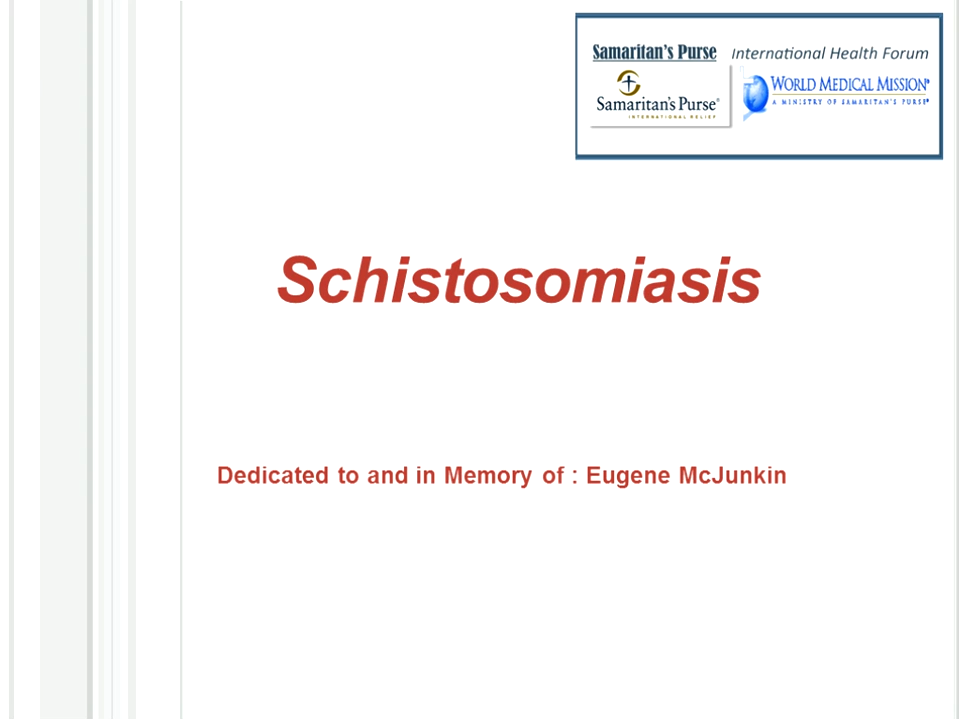 Samaritan's Purse International Health Forum
Samaritan's Purse®
INTERNATIONAL RELIEF
WORLD MEDICAL MISSION®
A MINISTRY OF SAMARITAN'S PURSE®
Schistosomiasis
Dedicated to and in Memory of : Eugene McJunkin